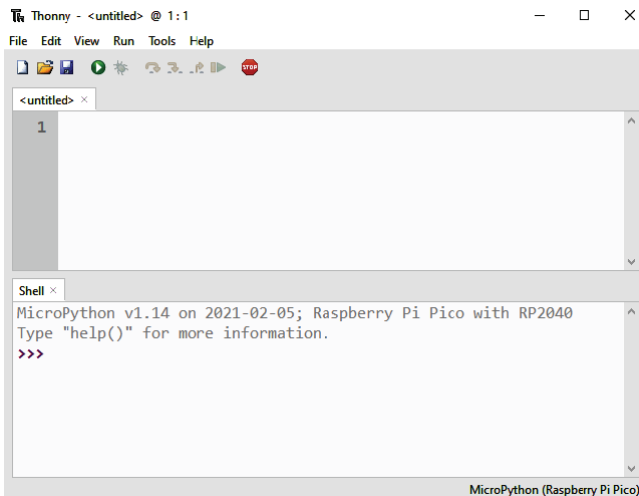 Thonny - <untitled> @ 1:1
File Edit View Run Tools Help
STOP
<untitled> ×
1
Shell ×
MicroPython v1.14 on 2021-02-05; Raspberry Pi Pico with RP2040
Type "help()" for more information.
>>>
MicroPython (Raspberry Pi Pico)